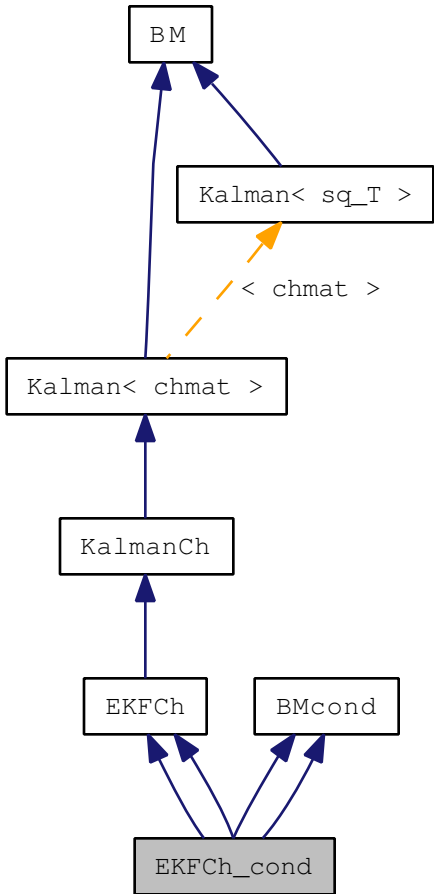 BM
Kalman< sq_T >
< chmat >
Kalman< chmat >
KalmanCh
EKFCh
BMcond
EKFCh_cond